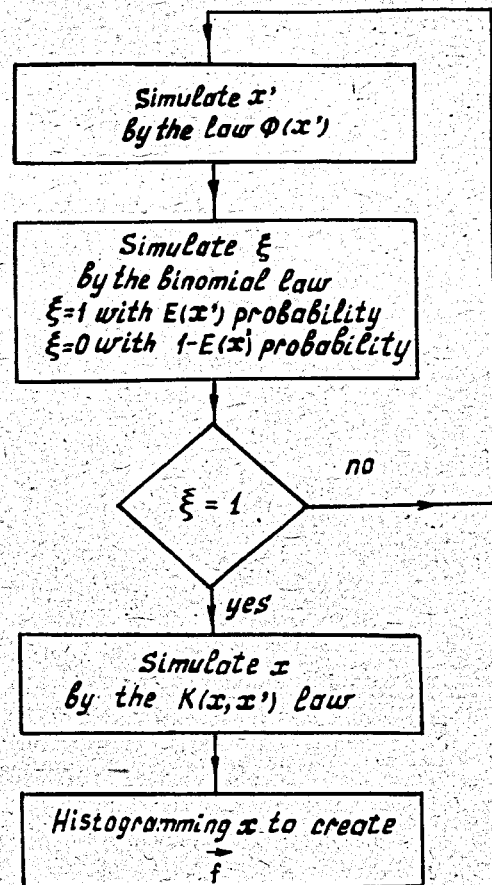 Simulate x'
by the law Φ(x')
Simulate ξ
by the binomial law
ξ=1 with E(x') probability
ξ=0 with 1-E(x') probability
ξ = 1
no
yes
Simulate x
by the K(x,x') law
Histogramming x to create
f